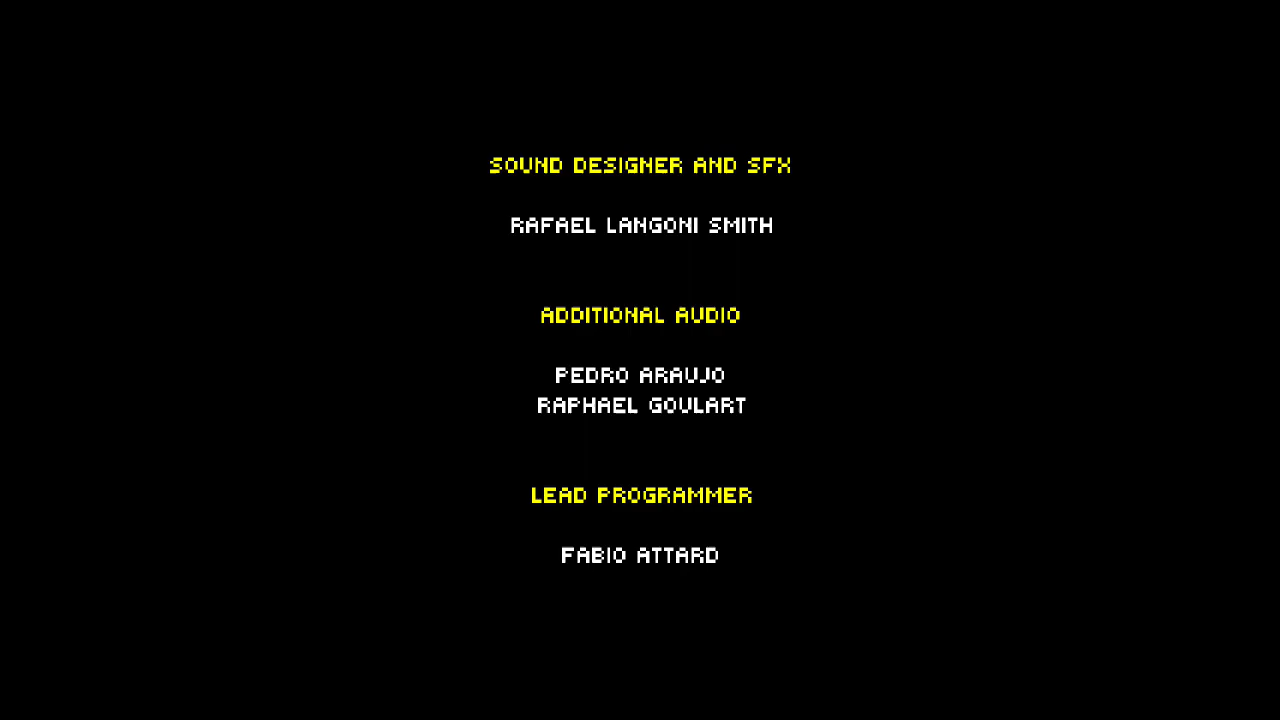 SOUND DESIGNER AND SFX
RAFAEL LANGONI SMITH
ADDITIONAL AUDIO
PEDRO ARAUJO
RAPHAEL GOULART
LEAD PROGRAMMER
FABIO ATTARD